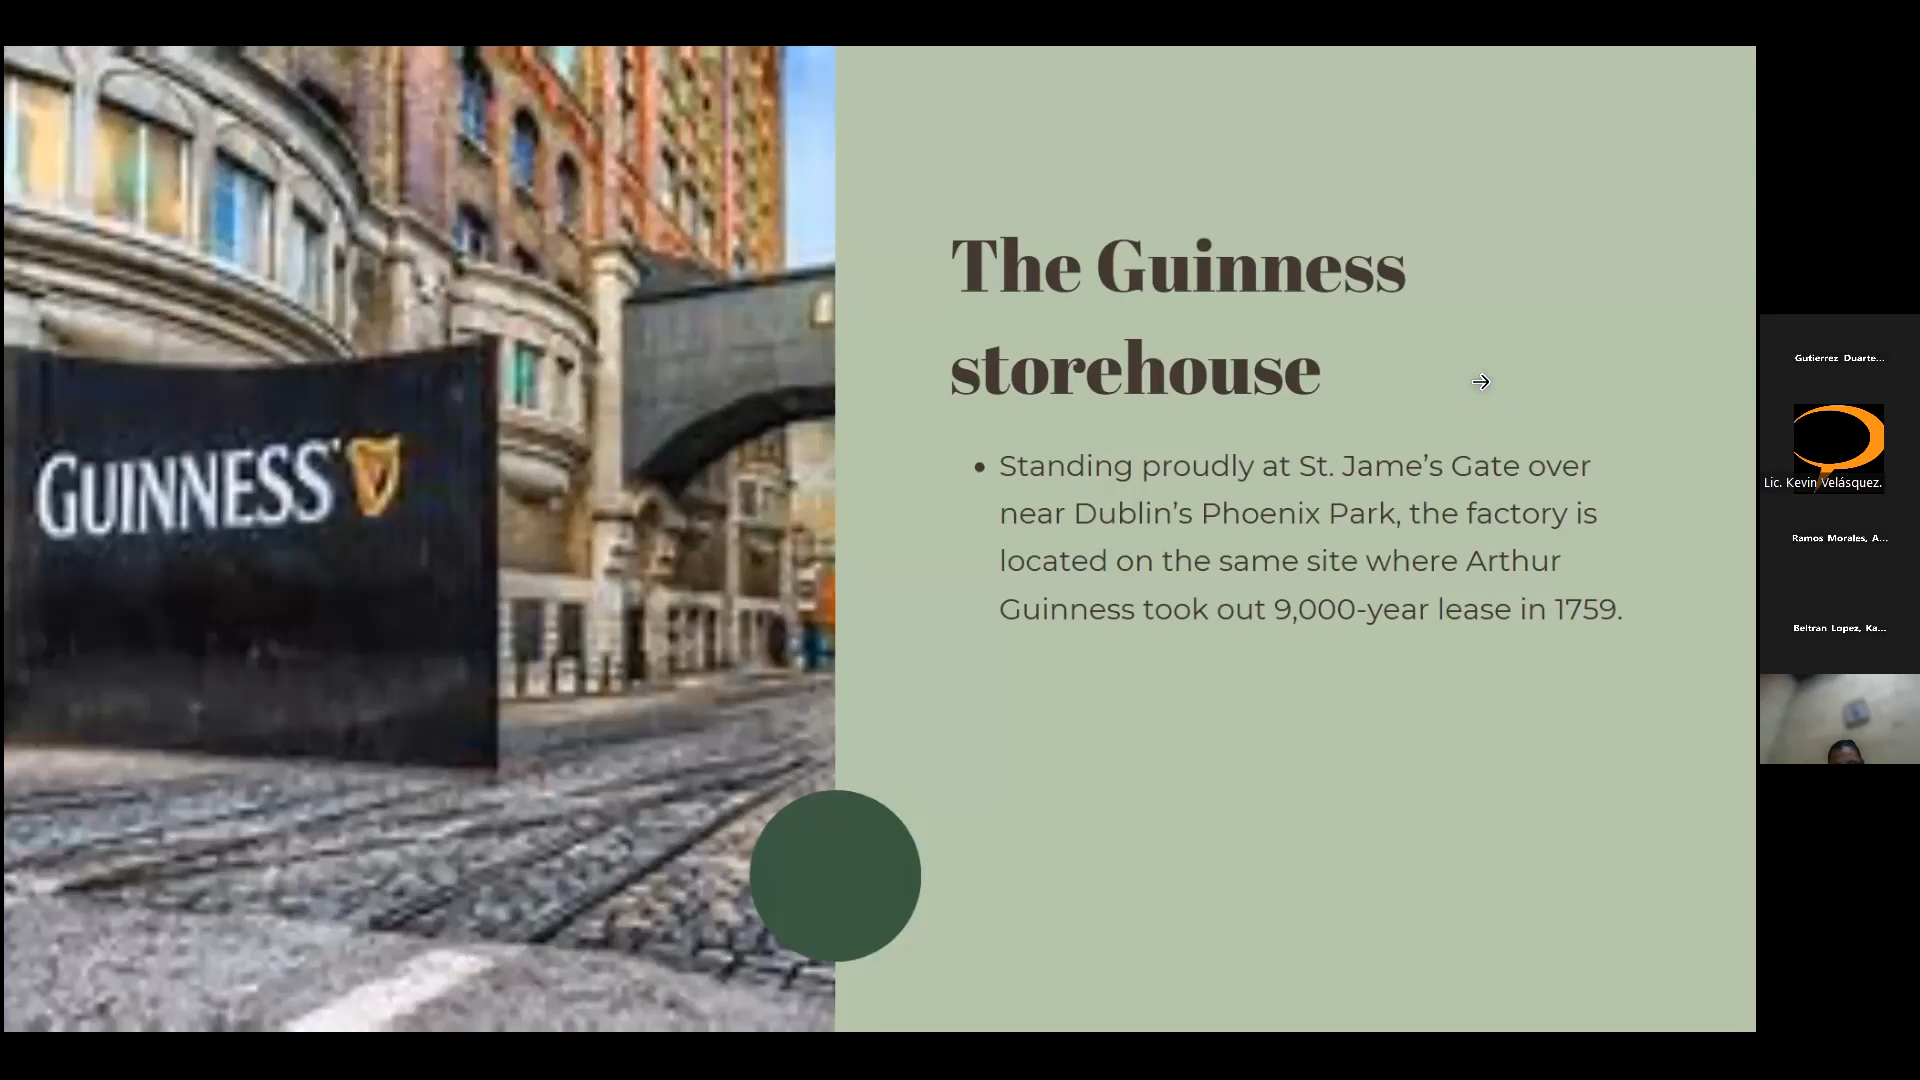 GUINNESS
The Guinness
storehouse
• Standing proudly at St. Jame’s Gate over
near Dublin’s Phoenix Park, the factory is
located on the same site where Arthur
Guinness took out 9,000-year lease in 1759.
Gutierrez Duarte...
Lic. Kevin Velásquez.
Ramos Morales, A...
Beltran Lopez, Ka...